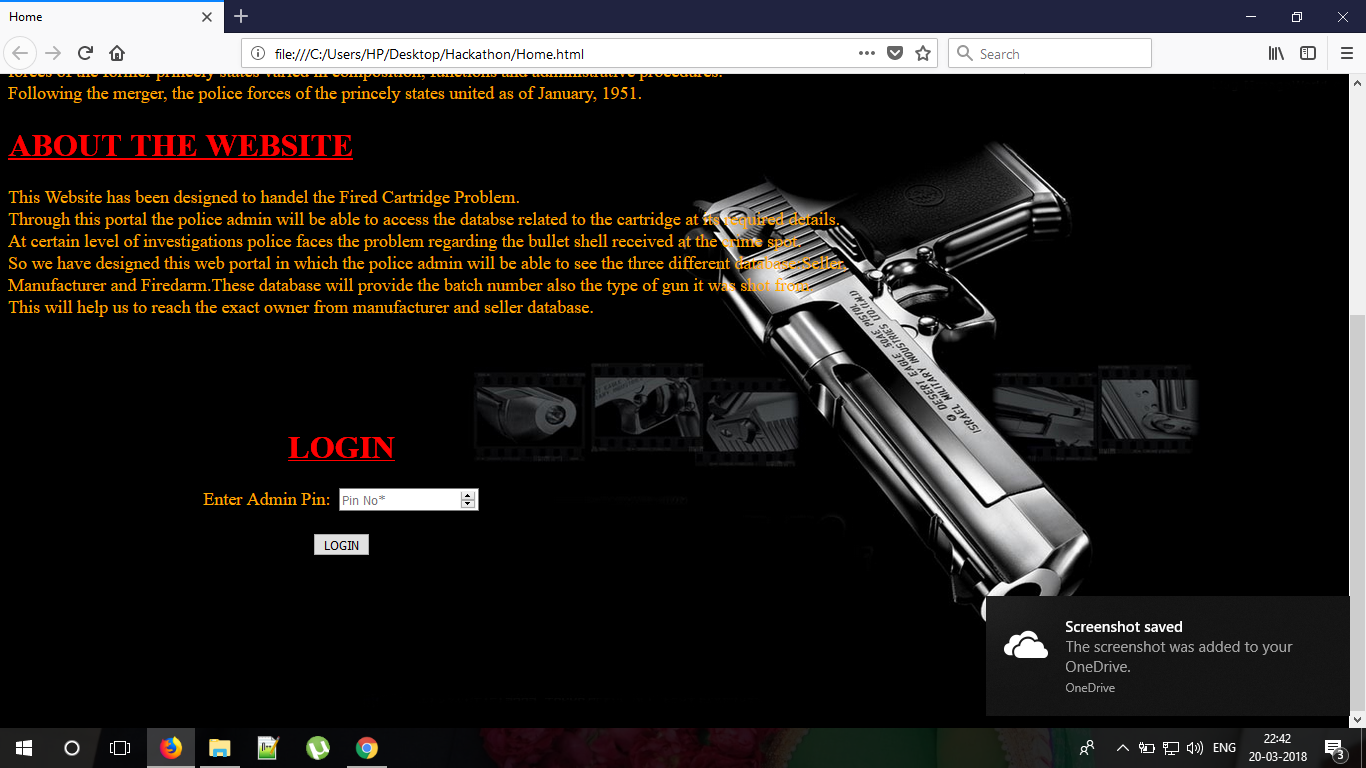 Home
file:///C:/Users/HP/Desktop/Hackathon/Home.html
Search
forces of the former princely states varied in composition, functions and administrative procedures.
Following the merger, the police forces of the princely states united as of January, 1951.
ABOUT THE WEBSITE
This Website has been designed to handel the Fired Cartridge Problem.
Through this portal the police admin will be able to access the databse related to the cartridge at its required details.
At certain level of investigations police faces the problem regarding the bullet shell received at the crime spot.
So we have designed this web portal in which the police admin will be able to see the three different database:Seller,
Manufacturer and Firedarm.These database will provide the batch number also the type of gun it was shot from.
This will help us to reach the exact owner from manufacturer and seller database.
DESERT EAGLE .50AE PISTOL
ISRAEL MILITARY INDUSTRIES LTD.(I.M.I)
LOGIN
Enter Admin Pin:
Pin No*
LOGIN
Screenshot saved
The screenshot was added to your
OneDrive.
OneDrive
ENG
22:42
20-03-2018
3